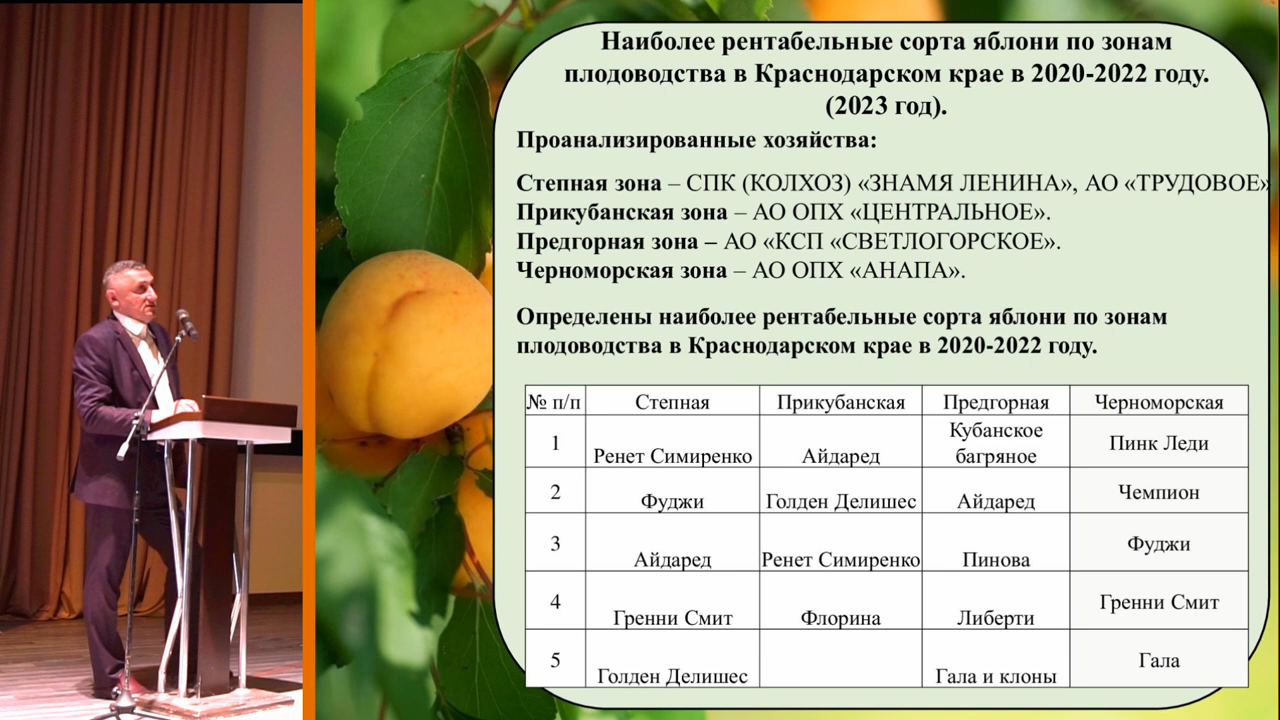 Наиболее рентабельные сорта яблони по зонам
плодоводства в Краснодарском крае в 2020-2022 году.
(2023 год).
Проанализированные хозяйства:
Степная зона – СПК (КОЛХОЗ) «ЗНАМЯ ЛЕНИНА», АО «ТРУДОВОЕ»
Прикубанская зона – АО ОПХ «ЦЕНТРАЛЬНОЕ».
Предгорная зона – АО «КСП «СВЕТЛОГОРСКОЕ».
Черноморская зона – АО ОПХ «АНАПА».
Определены наиболее рентабельные сорта яблони по зонам
плодоводства в Краснодарском крае в 2020-2022 году.
№ п/п Степная Прикубанская Предгорная Черноморская
1 Ренет Симиренко Айдаред Кубанское багряное Пинк Леди
2 Фуджи Голден Делишес Айдаред Чемпион
3 Айдаред Ренет Симиренко Пинова Фуджи
4 Гренни Смит Флорина Либерти Гренни Смит
5 Голден Делишес Гала и клоны Гала